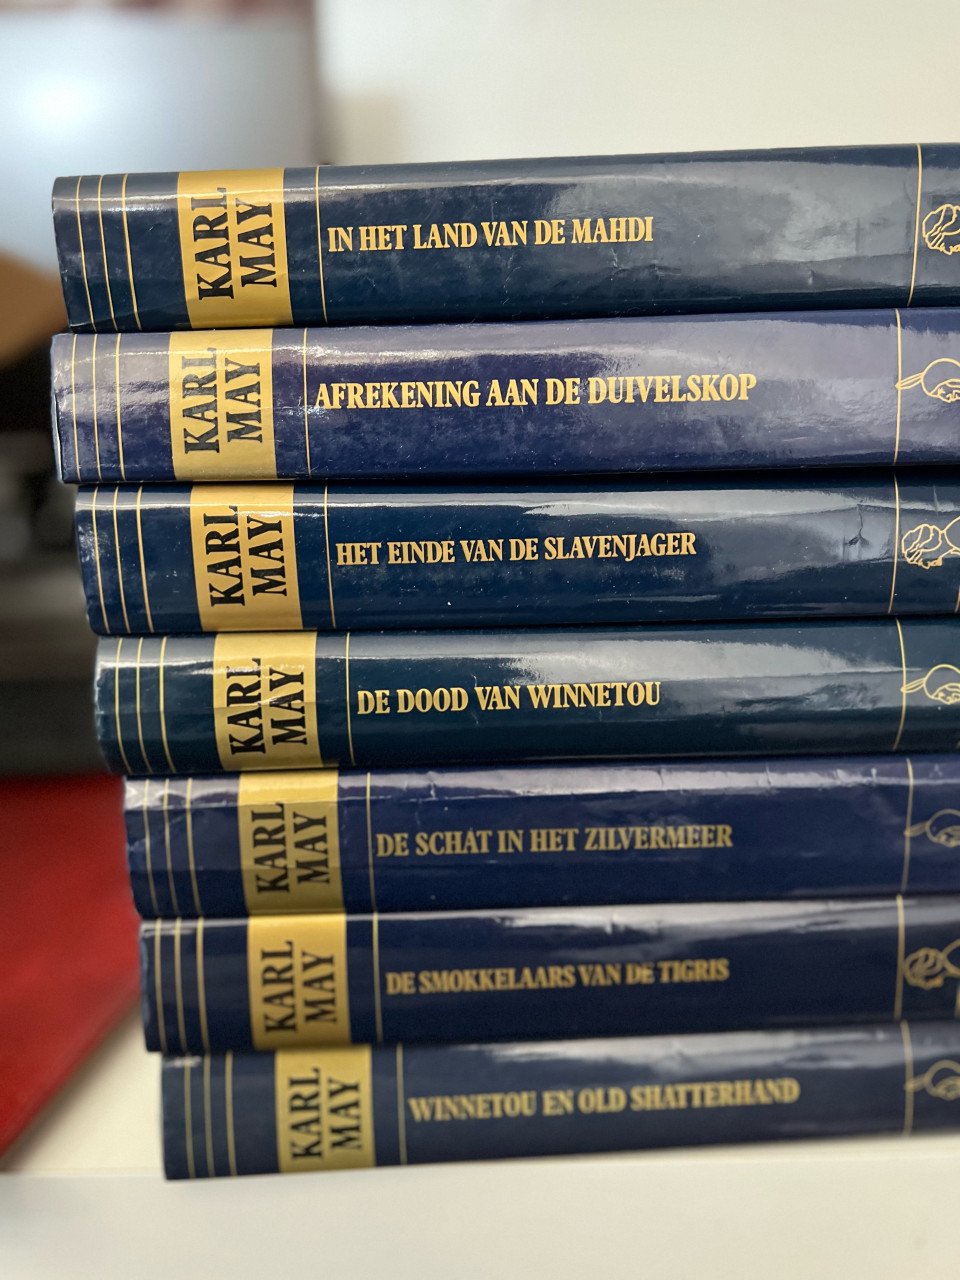 KARL
MAY
IN HET LAND VAN DE MAHDI
KARL
MAY
AFREKENING AAN DE DUIVELSKOP
KARL
MAY
HET EINDE VAN DE SLAVENJAGER
KARL
MAY
DE DOOD VAN WINNETOU
KARL
MAY
DE SCHAT IN HET ZILVERMEER
KARL
MAY
DE SMOKKELAARS VAN DE TIGRIS
KARL
MAY
WINNETOU EN OLD SHATTERHAND